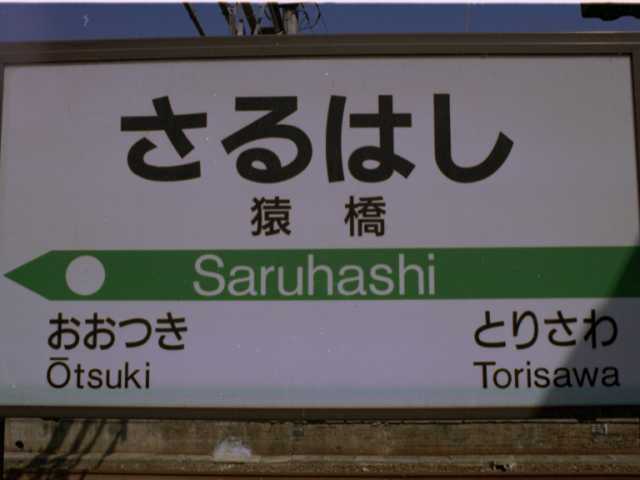 さるはし
猿橋
Saruhashi
おおつき とりさわ
Ōtsuki Torisawa